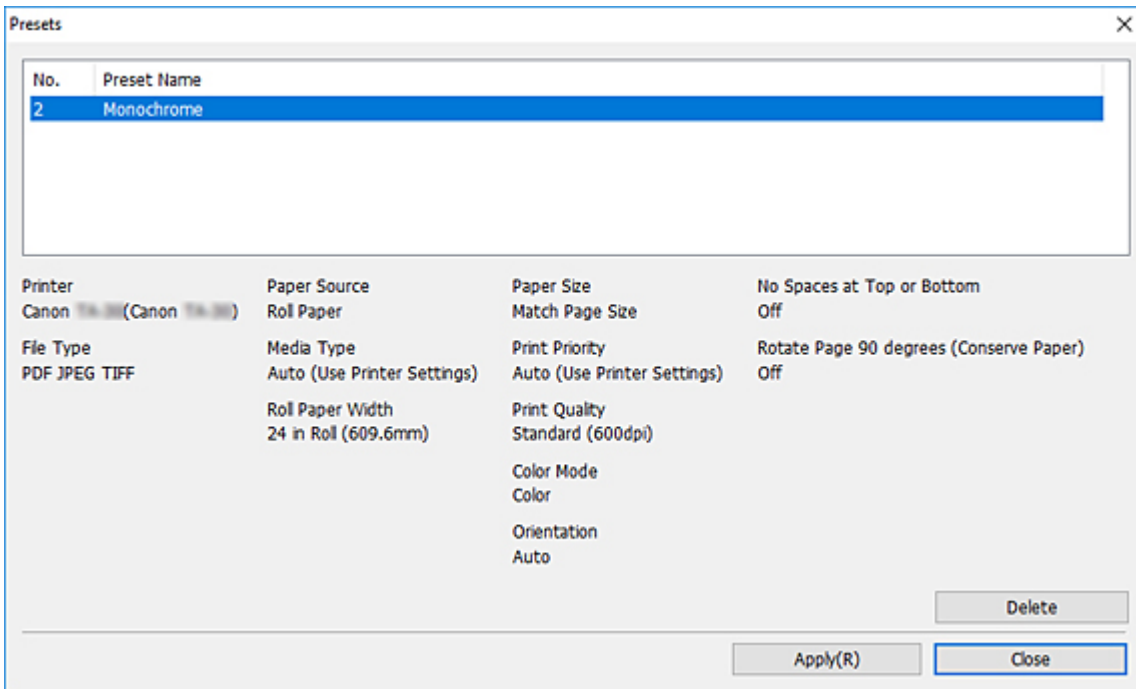 Presets
No. Preset Name
2 Monochrome
Printer
Canon (Canon )
File Type
PDF JPEG TIFF
Paper Source
Roll Paper
Media Type
Auto (Use Printer Settings)
Roll Paper Width
24 in Roll (609.6mm)
Paper Size
Match Page Size
Print Priority
Auto (Use Printer Settings)
Print Quality
Standard (600dpi)
Color Mode
Color
Orientation
Auto
No Spaces at Top or Bottom
Off
Rotate Page 90 degrees (Conserve Paper)
Off
Delete
Apply(R)
Close